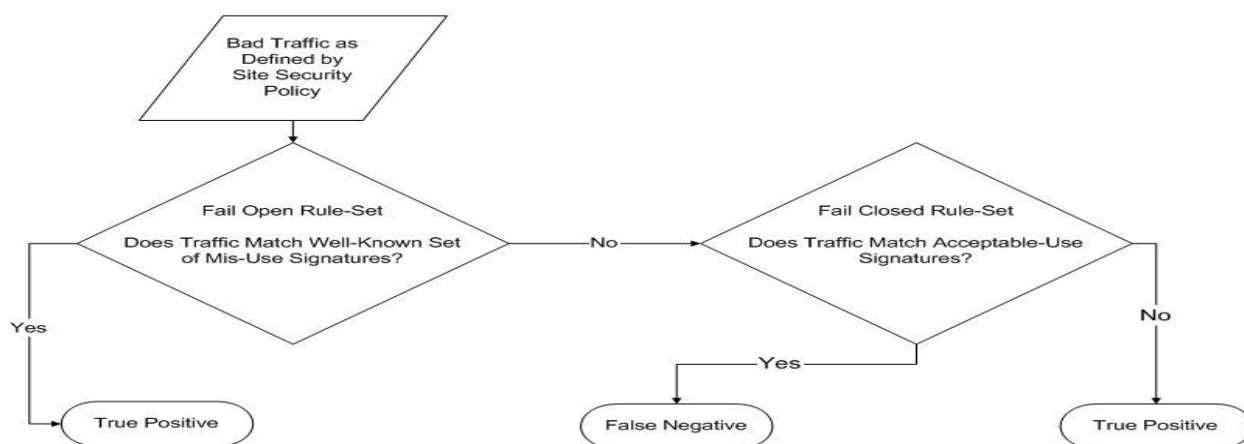 Bad Traffic as
Defined by
Site Security
Policy
Fail Open Rule-Set
Does Traffic Match Well-Known Set
of Mis-Use Signatures?
No
Fail Closed Rule-Set
Does Traffic Match Acceptable-Use
Signatures?
Yes
No
Yes
True Positive
False Negative
True Positive